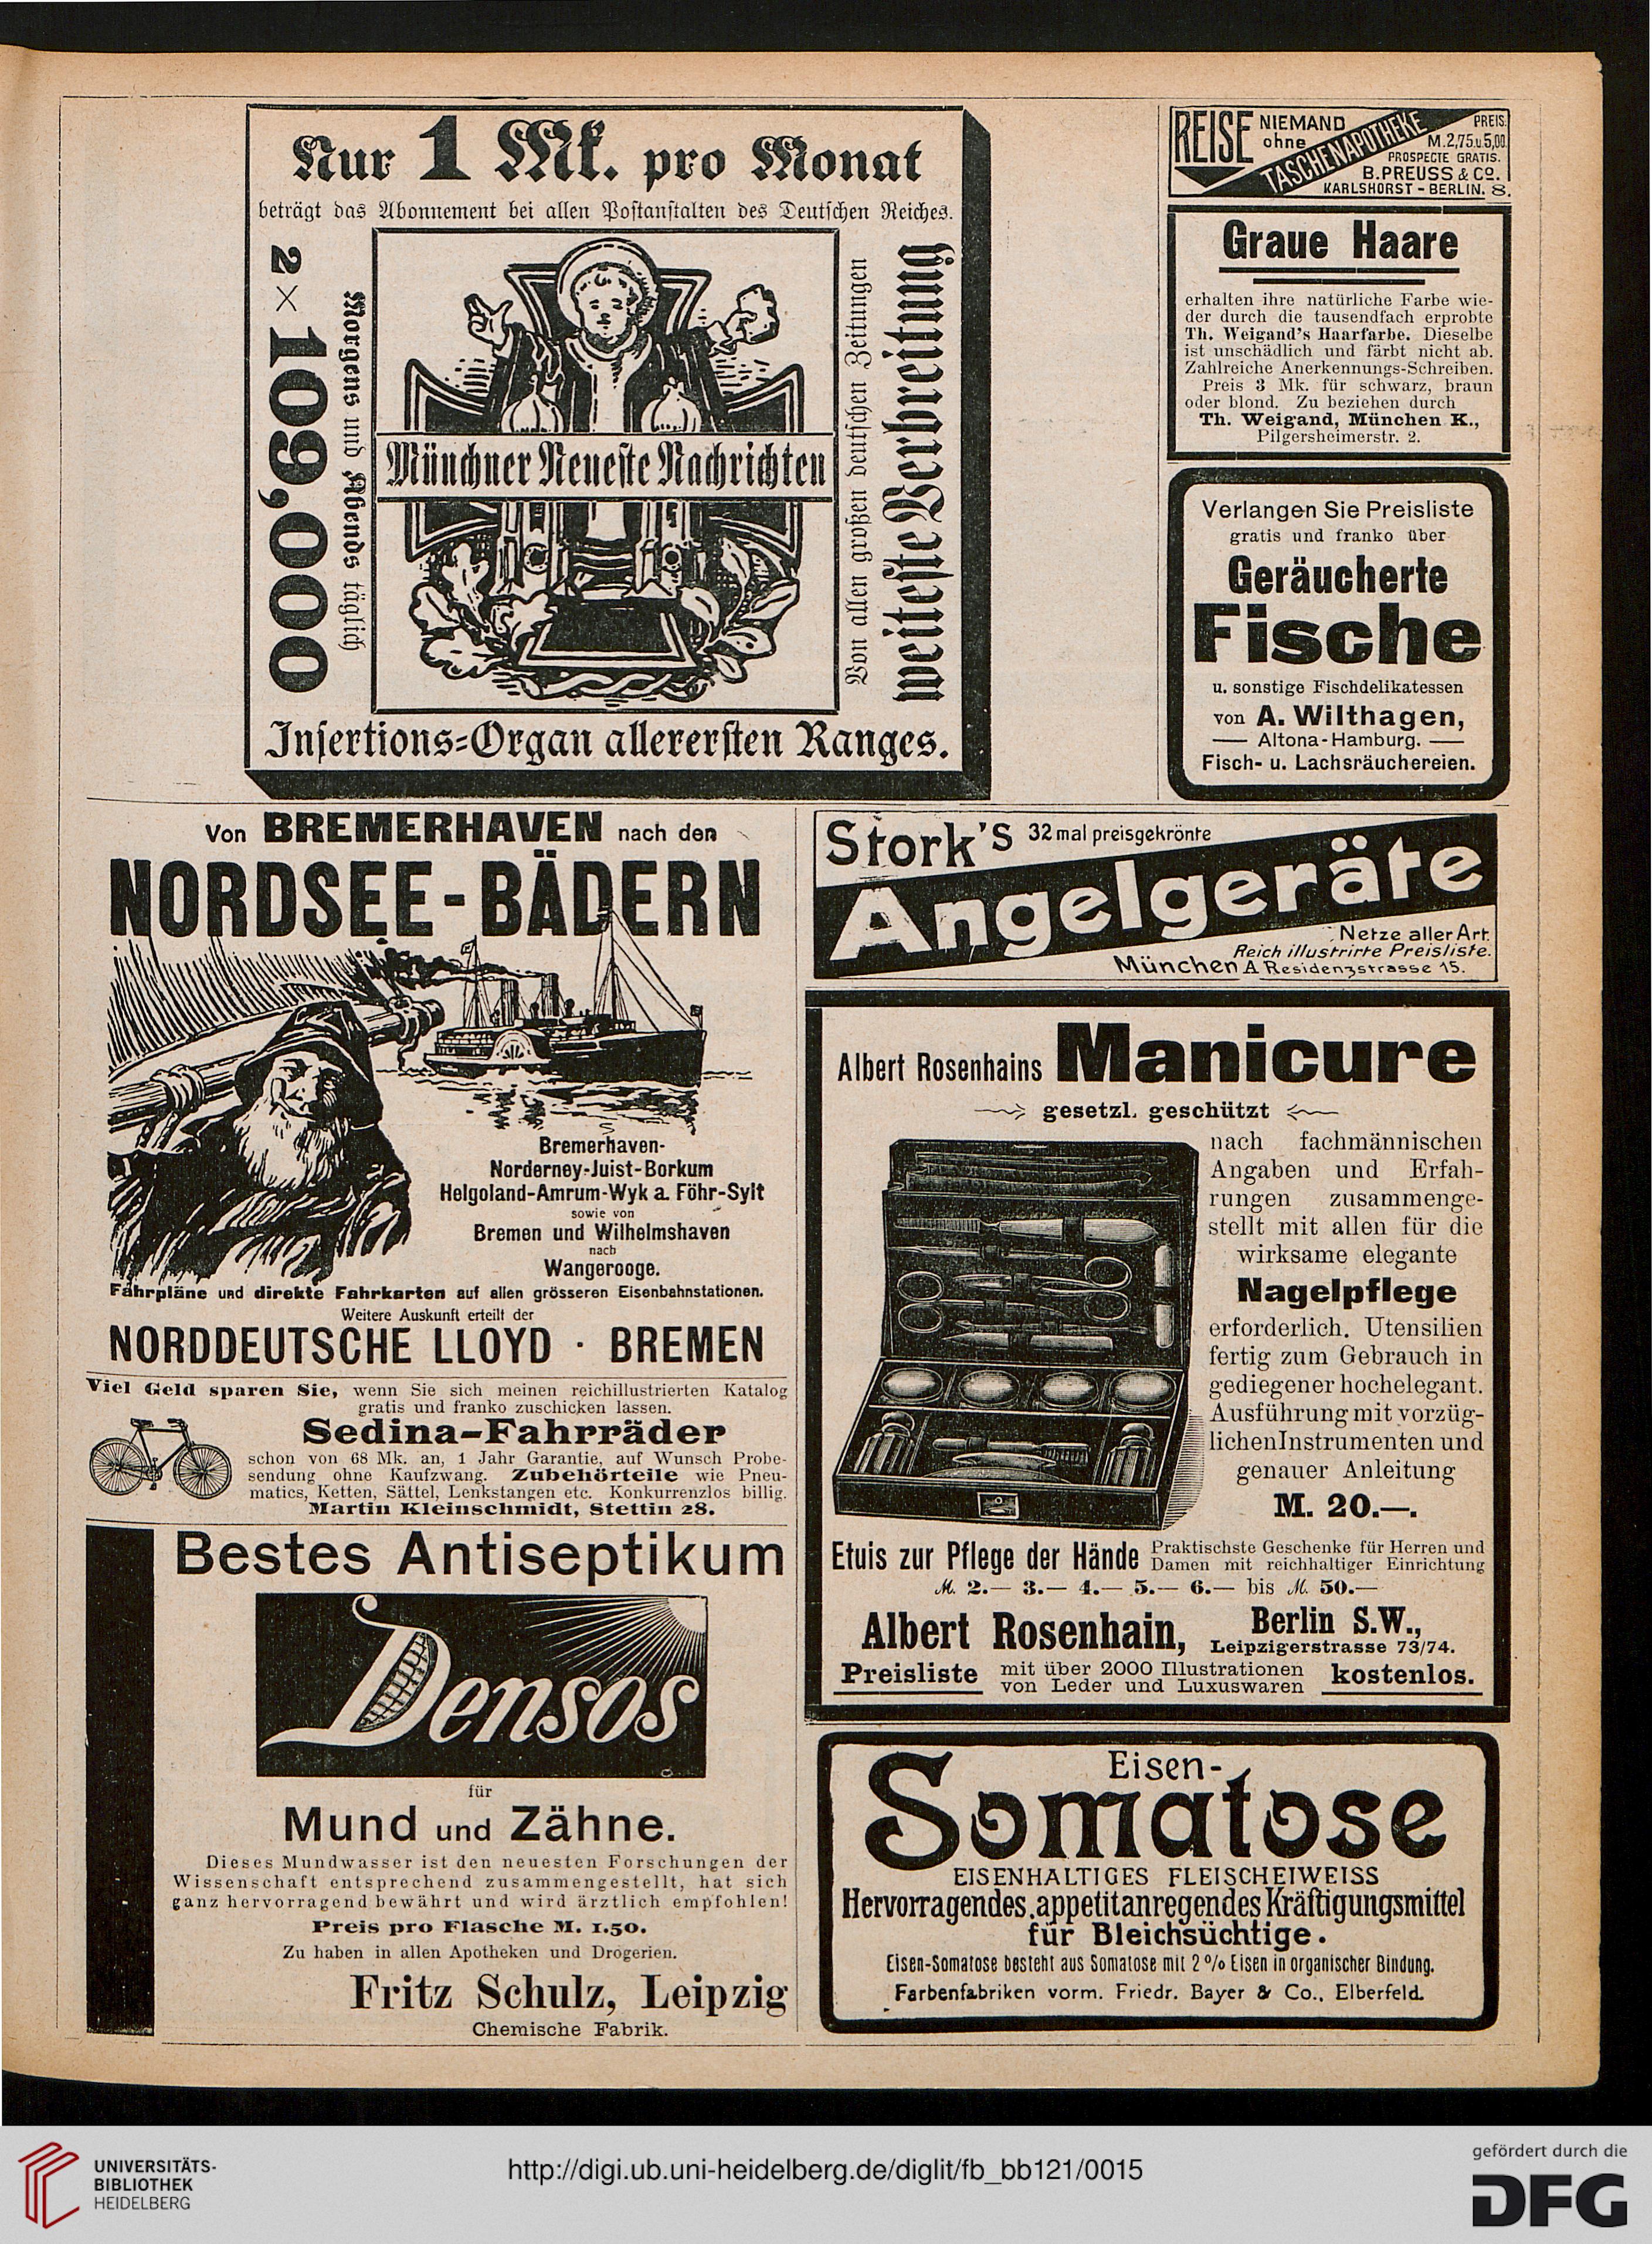 Nur 1 Mk. pro Monat
beträgt das Abonnement bei allen Postanstalten des Deutschen Reiches.
2 × 109,000
Morgens und Abends täglich
Münchner Neueste Nachrichten
Von allen großen deutschen Zeitungen
weiteste Verbreitung
Insertions-Organ allerersten Ranges.
REISE NIEMAND
ohne
TASCHENAPOTHEKE
PREIS.
M. 2,75 u. 5,00
PROSPECTE GRATIS.
B. PREUSS & Co.
KARLSHORST - BERLIN. 8.
Graue Haare
erhalten ihre natürliche Farbe wie-
der durch die tausendfach erprobte
Th. Weigand's Haarfarbe. Dieselbe
ist unschädlich und färbt nicht ab.
Zahlreiche Anerkennungs-Schreiben.
Preis 3 Mk. für schwarz, braun
oder blond. Zu beziehen durch
Th. Weigand, München K.,
Pilgersheimerstr. 2.
Verlangen Sie Preisliste
gratis und franko über
Geräucherte
Fische
u. sonstige Fischdelikatessen
von A. Wilthagen,
Altona-Hamburg.
Fisch- u. Lachsräuchereien.
Von BREMERHAVEN nach den
NORDSEE-BÄDERN
Bremerhaven-
Norderney-Juist-Borkum
Helgoland-Amrum-Wyk a. Föhr-Sylt
sowie von
Bremen und Wilhelmshaven
nach
Wangerooge.
Fahrpläne und direkte Fahrkarten auf allen grösseren Eisenbahnstationen.
Weitere Auskunft erteilt der
NORDDEUTSCHE LLOYD · BREMEN
Viel Geld sparen Sie, wenn Sie sich meinen reichillustrierten Katalog
gratis und franko zuschicken lassen.
Sedina-Fahrräder
schon von 68 Mk. an, 1 Jahr Garantie, auf Wunsch Probe-
sendung ohne Kaufzwang. Zubehörteile wie Pneu-
matics, Ketten, Sättel, Lenkstangen etc. Konkurrenzlos billig.
Martin Kleinschmidt, Stettin 28.
Bestes Antiseptikum
Densos
für
Mund und Zähne.
Dieses Mundwasser ist den neuesten Forschungen der
Wissenschaft entsprechend zusammengestellt, hat sich
ganz hervorragend bewährt und wird ärztlich empfohlen!
Preis pro Flasche M. 1.50.
Zu haben in allen Apotheken und Drogerien.
Fritz Schulz, Leipzig
Chemische Fabrik.
Stork's 32 mal preisgekrönte
Angelgeräte
Netze aller Art.
Reich illustrirte Preisliste.
München A Residenzstrasse 15.
Albert Rosenhains Manicure
gesetzl. geschützt
nach fachmännischen
Angaben und Erfah-
rungen zusammenge-
stellt mit allen für die
wirksame elegante
Nagelpflege
erforderlich. Utensilien
fertig zum Gebrauch in
gediegener hochelegant.
Ausführung mit vorzüg-
lichen Instrumenten und
genauer Anleitung
M. 20.—.
Etuis zur Pflege der Hände Praktischste Geschenke für Herren und
Damen mit reichhaltiger Einrichtung
M. 2.— 3.— 4.— 5.— 6.— bis M. 50.—
Albert Rosenhain, Berlin S.W.,
Leipzigerstrasse 73/74.
Preisliste mit über 2000 Illustrationen
von Leder und Luxuswaren kostenlos.
Eisen-
Somatose
EISENHALTIGES FLEISCHEIWEISS
Hervorragendes, appetitanregendes Kräftigungsmittel
für Bleichsüchtige.
Eisen-Somatose besteht aus Somatose mit 2 % Eisen in organischer Bindung.
Farbenfabriken vorm. Friedr. Bayer & Co., Elberfeld.
UNIVERSITÄTS-
BIBLIOTHEK
HEIDELBERG
http://digi.ub.uni-heidelberg.de/diglit/fb_bb121/0015
gefördert durch die
DFG